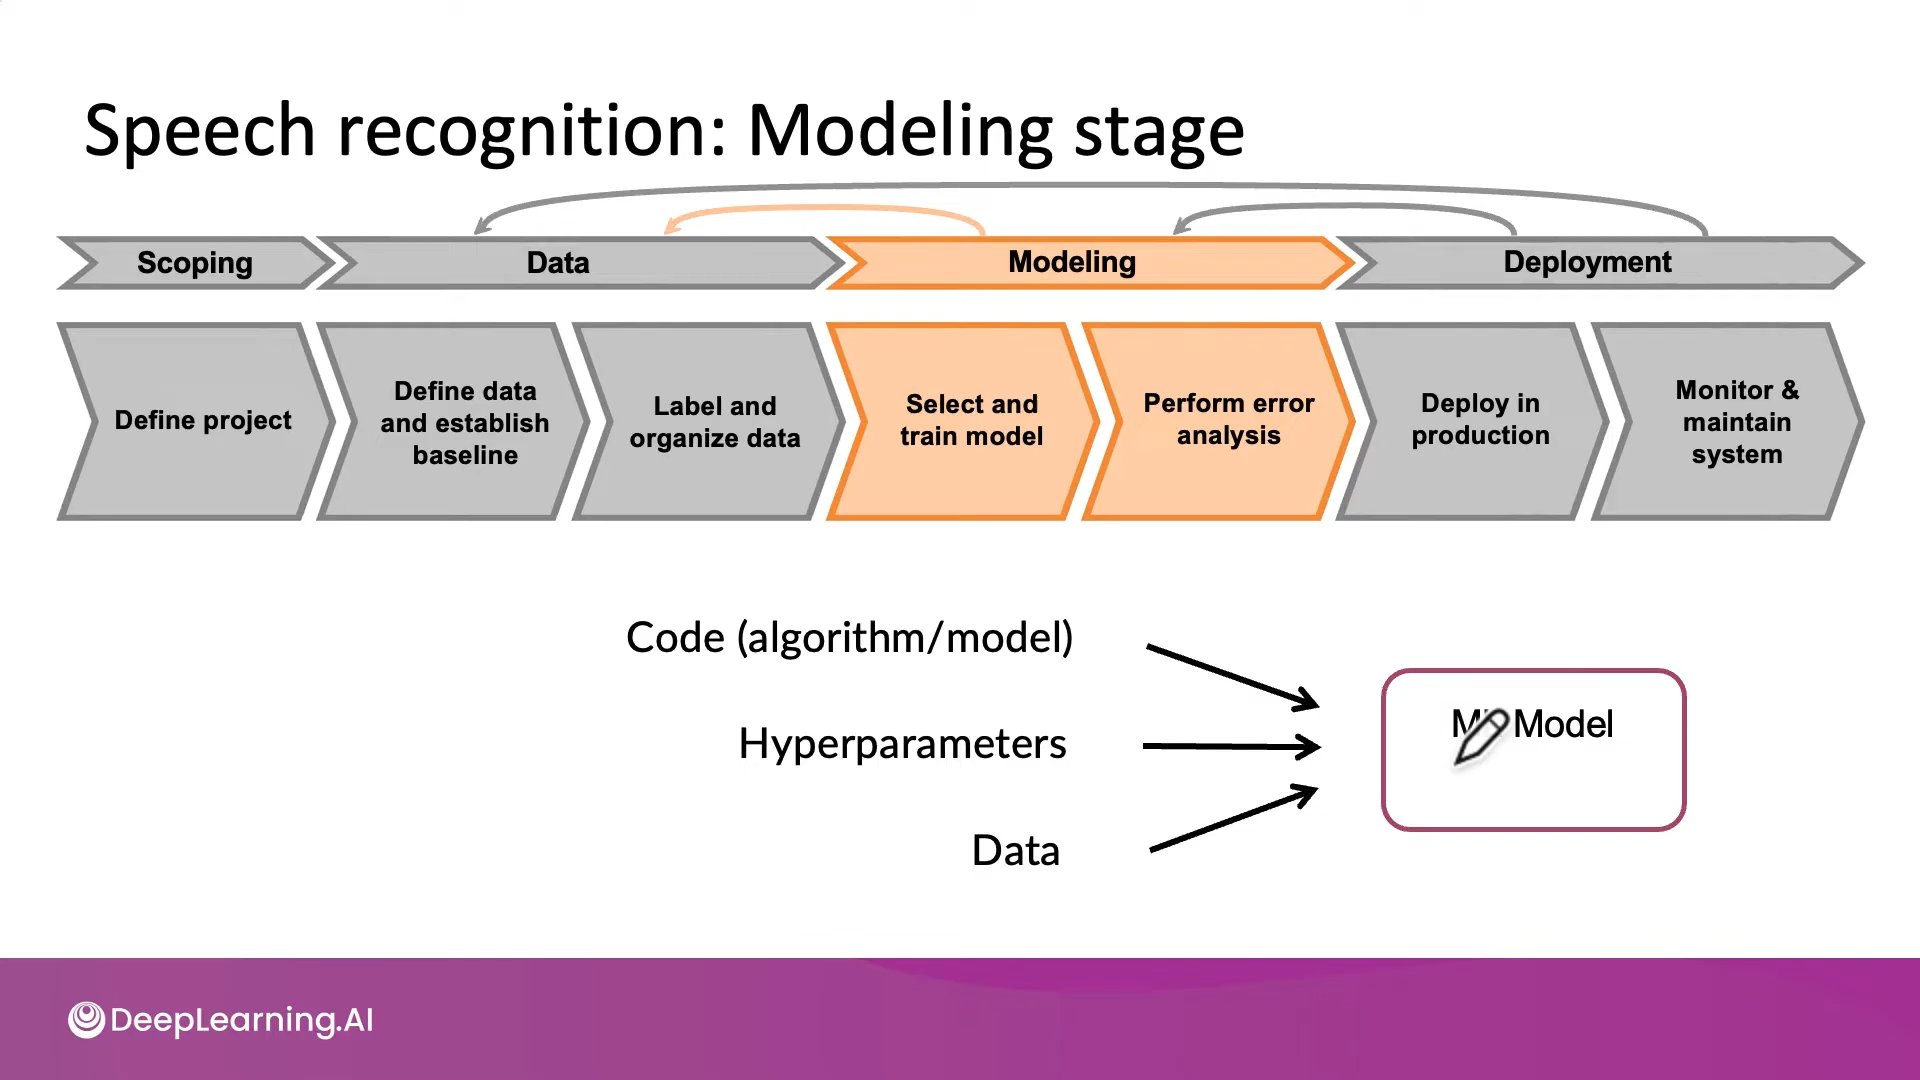 Speech recognition: Modeling stage
Scoping
Data
Modeling
Deployment
Define project
Define data
and establish
baseline
Label and
organize data
Select and
train model
Perform error
analysis
Deploy in
production
Monitor &
maintain
system
Code (algorithm/model)
Hyperparameters
Data
Model
DeepLearning.AI